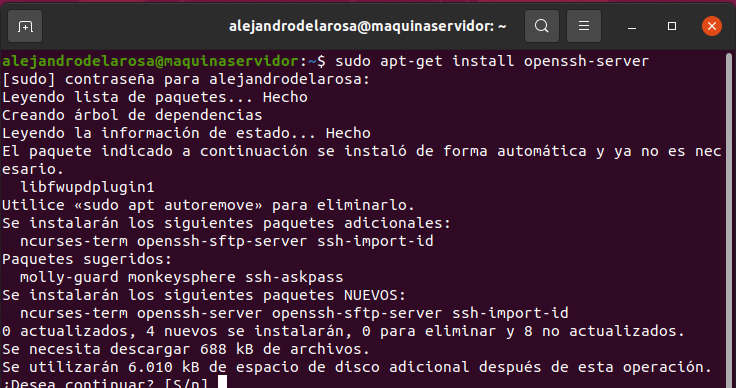 alejandrodelarosa@maquinaservidor: ~
alejandrodelarosa@maquinaservidor:~$ sudo apt-get install openssh-server
[sudo] contraseña para alejandrodelarosa:
Leyendo lista de paquetes... Hecho
Creando árbol de dependencias
Leyendo la información de estado... Hecho
El paquete indicado a continuación se instaló de forma automática y ya no es nec
esario.
  libfwupdplugin1
Utilice «sudo apt autoremove» para eliminarlo.
Se instalarán los siguientes paquetes adicionales:
  ncurses-term openssh-sftp-server ssh-import-id
Paquetes sugeridos:
  molly-guard monkeysphere ssh-askpass
Se instalarán los siguientes paquetes NUEVOS:
  ncurses-term openssh-server openssh-sftp-server ssh-import-id
0 actualizados, 4 nuevos se instalarán, 0 para eliminar y 8 no actualizados.
Se necesita descargar 688 kB de archivos.
Se utilizarán 6.010 kB de espacio de disco adicional después de esta operación.
¿Desea continuar? [S/n]